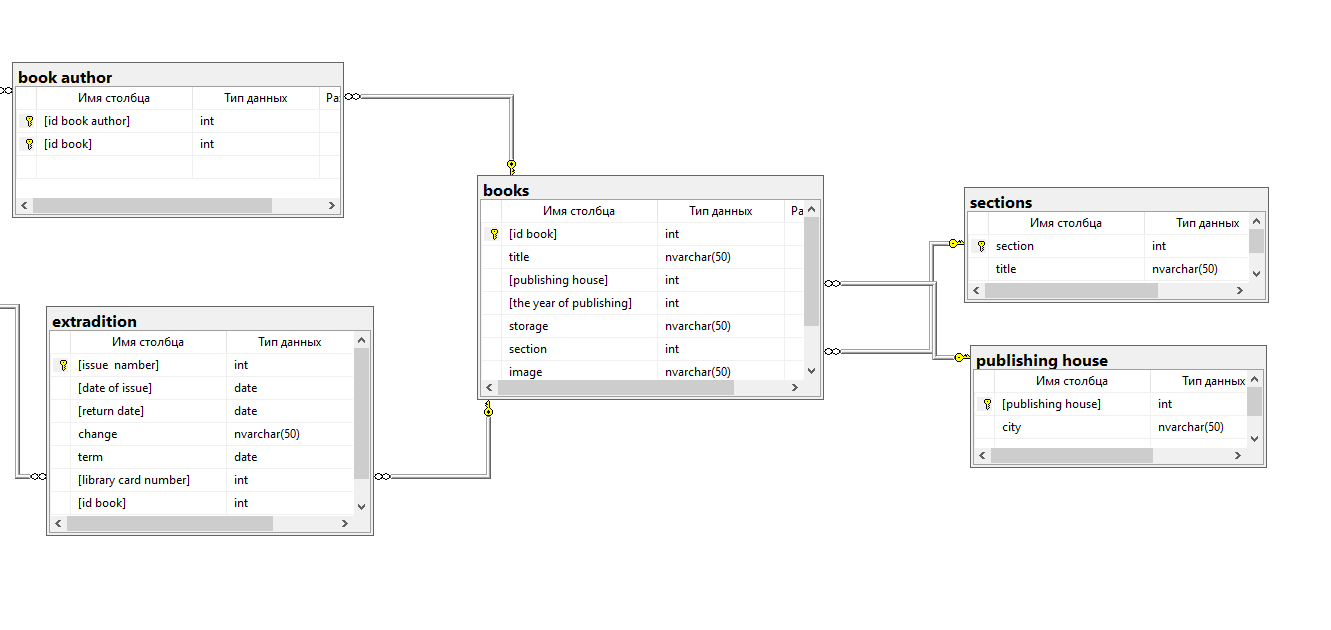 book author
Имя столбца Тип данных Ра
[id book author] int
[id book] int
books
Имя столбца Тип данных Ра
[id book] int
title nvarchar(50)
[publishing house] int
[the year of publishing] int
storage nvarchar(50)
section int
image nvarchar(50)
sections
Имя столбца Тип данных
section int
title nvarchar(50)
extradition
Имя столбца Тип данных
[issue namber] int
[date of issue] date
[return date] date
change nvarchar(50)
term date
[library card number] int
[id book] int
publishing house
Имя столбца Тип данных
[publishing house] int
city nvarchar(50)